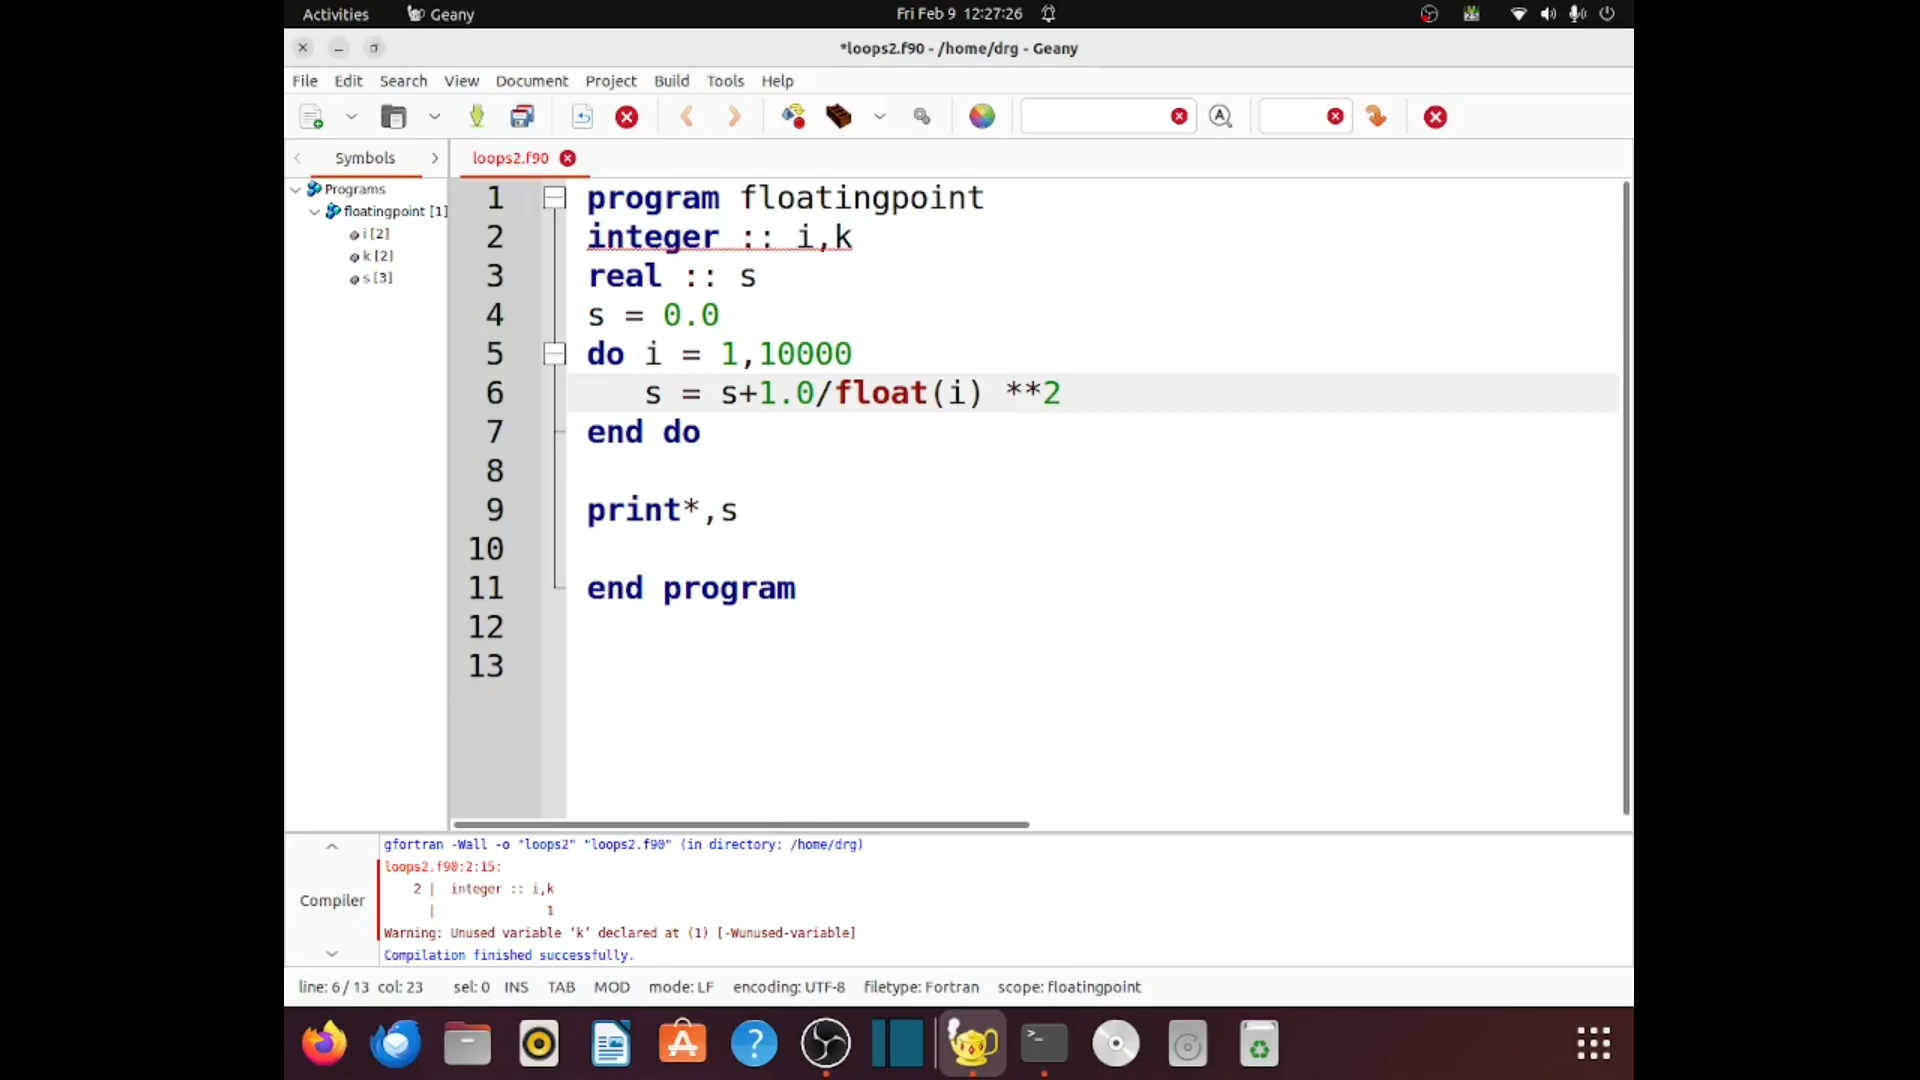 Activities Geany Fri Feb 9 12:27:26
*loops2.f90 - /home/drg - Geany
File Edit Search View Document Project Build Tools Help
Symbols loops2.f90
Programs
floatingpoint [1]
i [2]
k [2]
s [3]
1 program floatingpoint
2 integer :: i,k
3 real :: s
4 s = 0.0
5 do i = 1,10000
6 s = s+1.0/float(i) **2
7 end do
8
9 print*,s
10
11 end program
12
13
Compiler
gfortran -Wall -o "loops2" "loops2.f90" (in directory: /home/drg)
loops2.f90:2:15:
2 | integer :: i,k
| 1
Warning: Unused variable ‘k’ declared at (1) [-Wunused-variable]
Compilation finished successfully.
line: 6 / 13 col: 23 sel: 0 INS TAB MOD mode: LF encoding: UTF-8 filetype: Fortran scope: floatingpoint